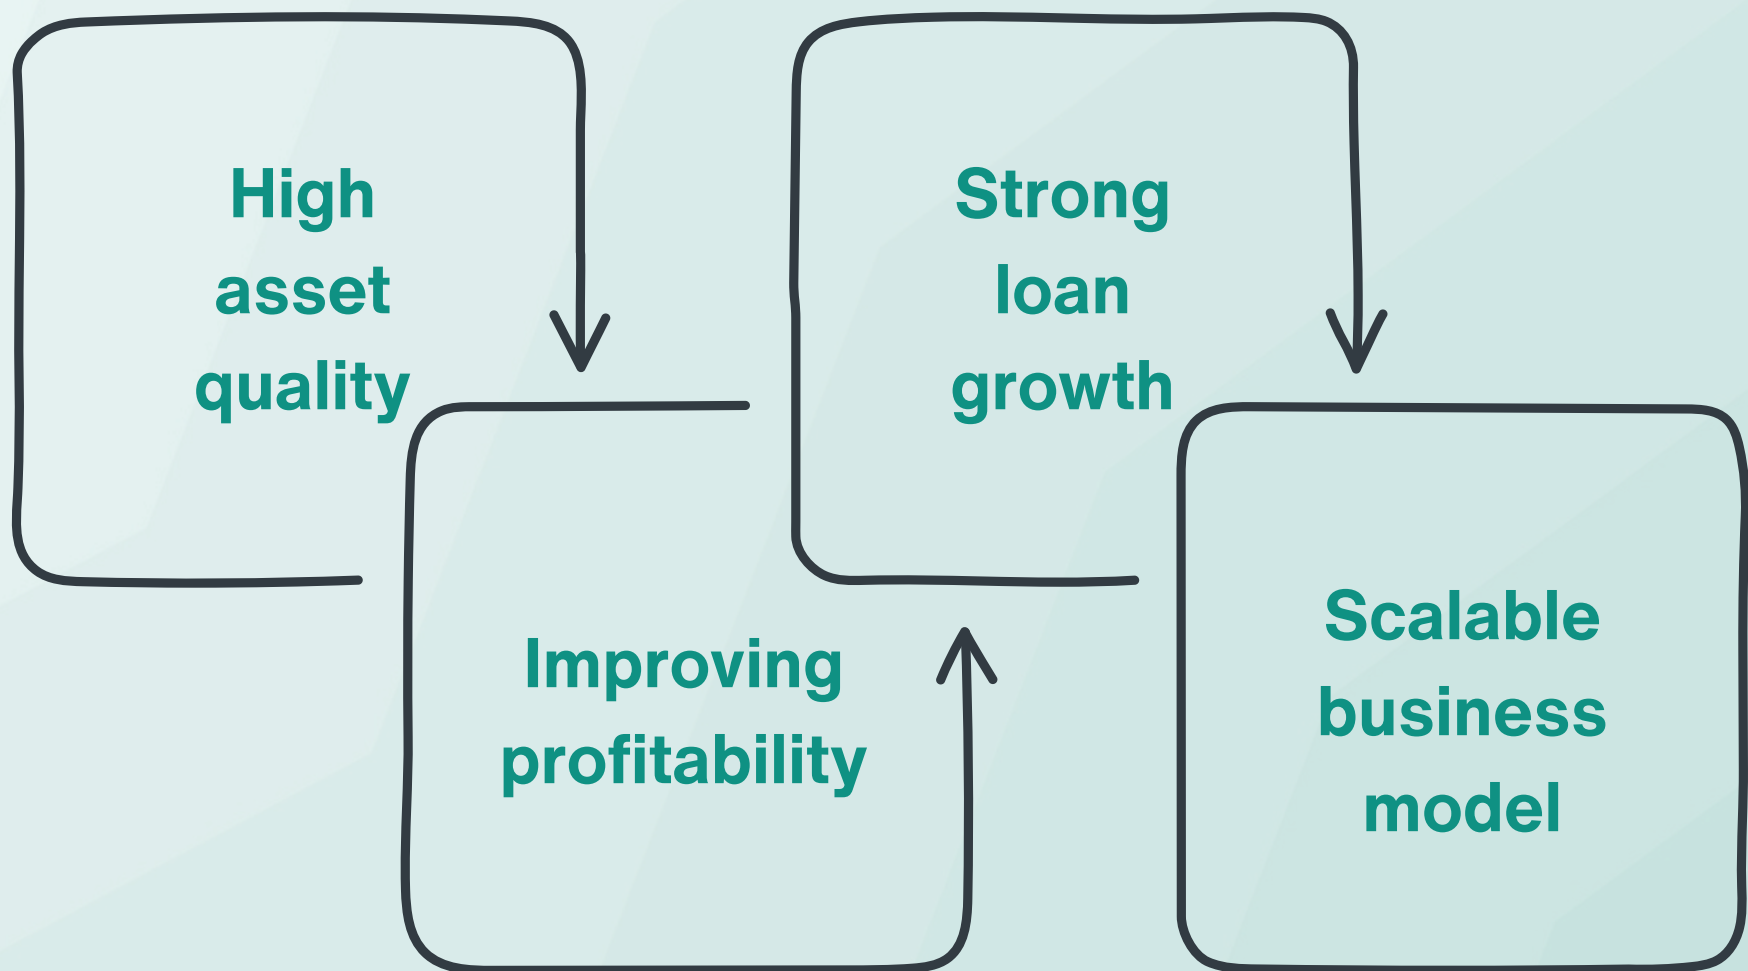 High
asset
quality
Improving
profitability
Strong
loan
growth
Scalable
business
model